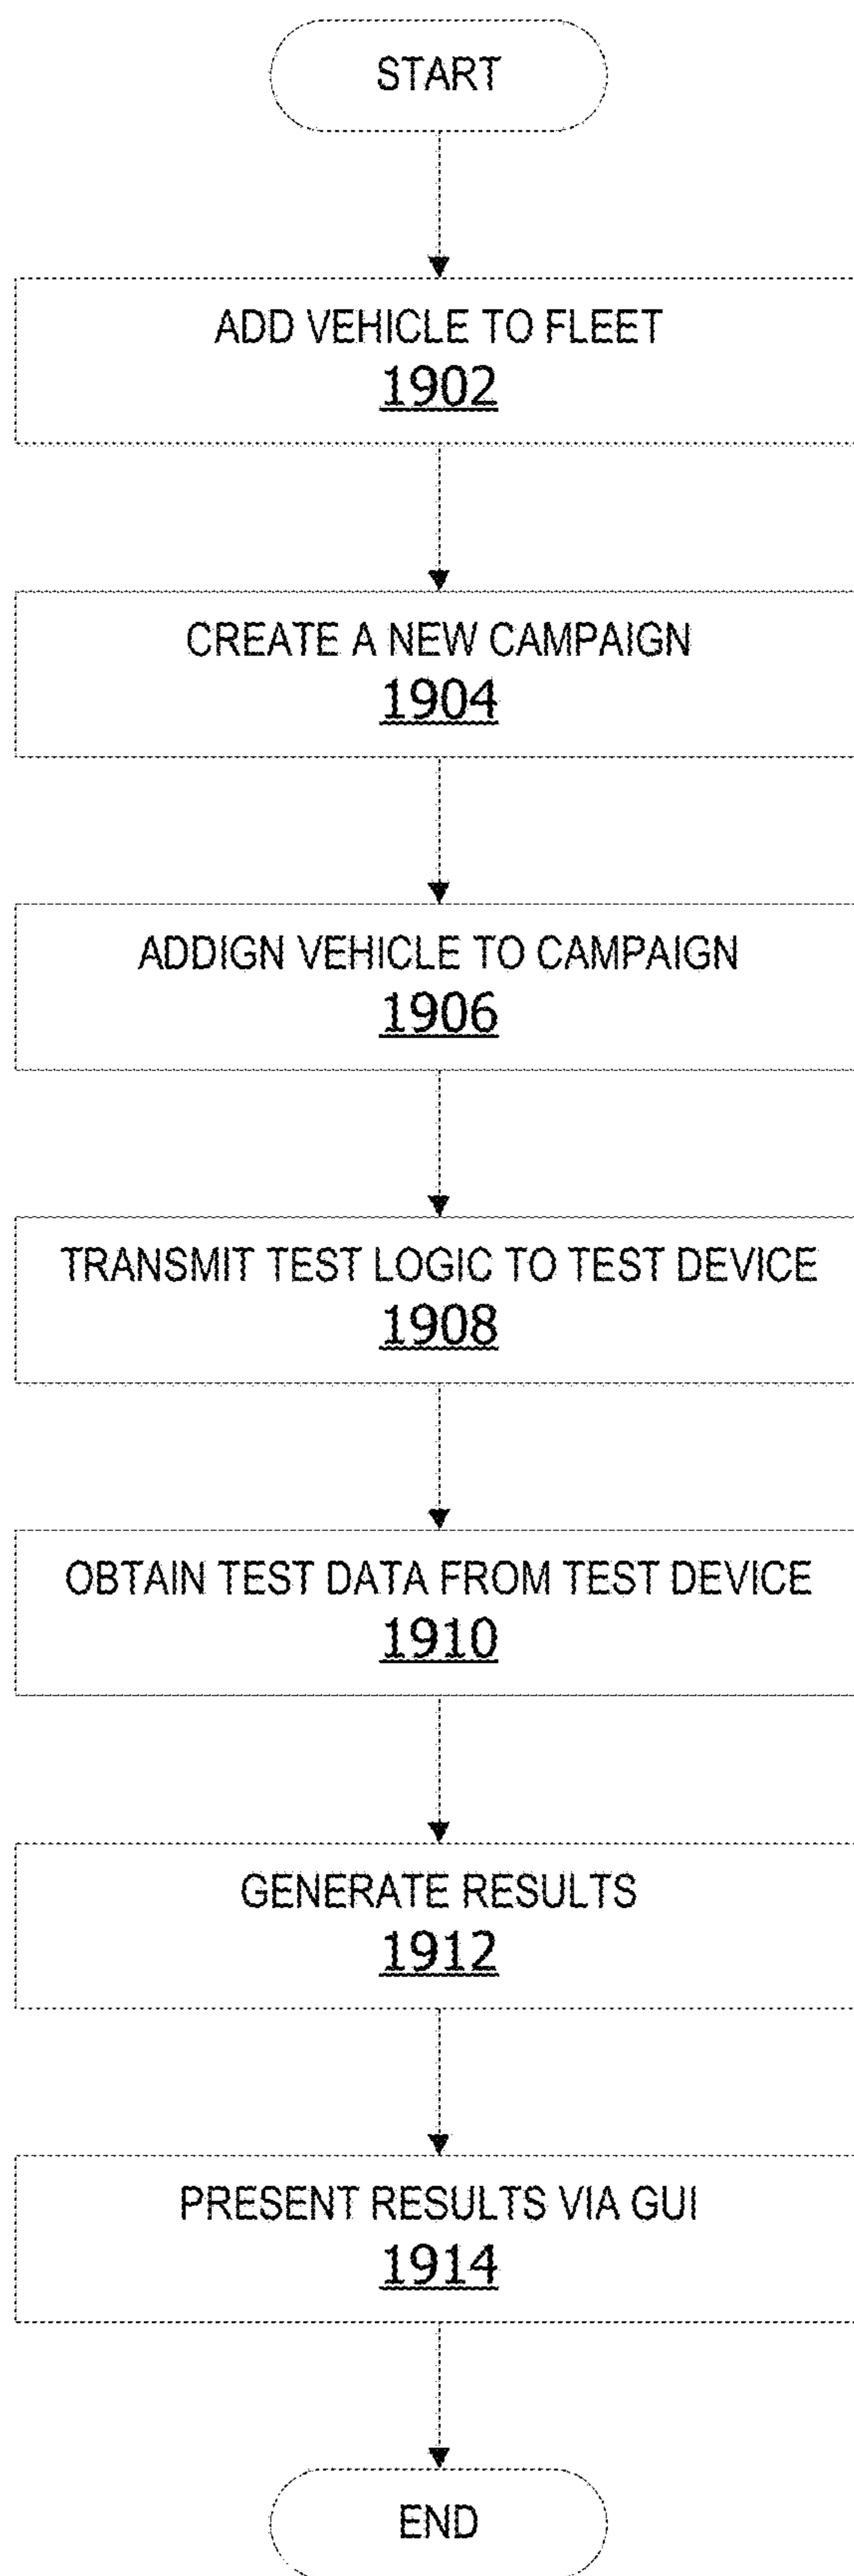 START
ADD VEHICLE TO FLEET
1902
CREATE A NEW CAMPAIGN
1904
ADDIGN VEHICLE TO CAMPAIGN
1906
TRANSMIT TEST LOGIC TO TEST DEVICE
1908
OBTAIN TEST DATA FROM TEST DEVICE
1910
GENERATE RESULTS
1912
PRESENT RESULTS VIA GUI
1914
END